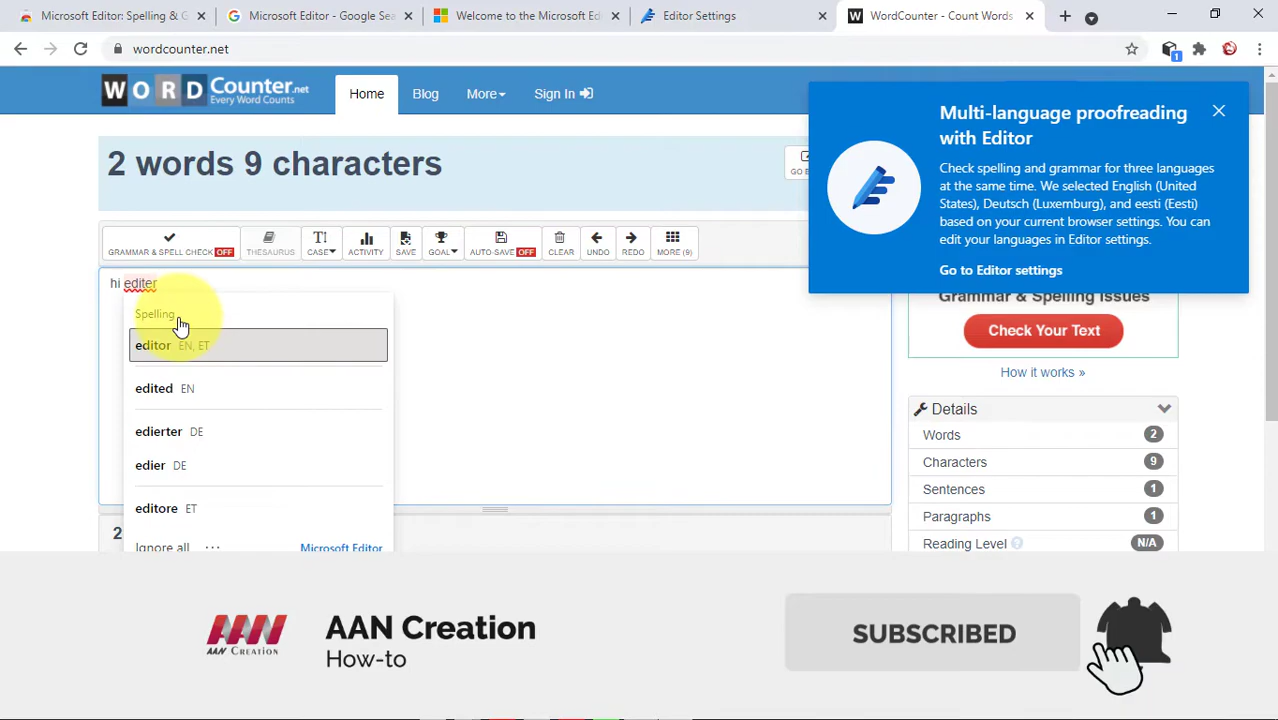 Microsoft Editor: Spelling & G
Microsoft Editor - Google Sea
Welcome to the Microsoft Ed
Editor Setting
WordCounter - Count Words
wordcounter.net
1
WORD Counter.net
Every Word Counts
Home
Blog
More
Sign In
Multi-language proofreading
with Editor
Check spelling and grammar for three languages
at the same time. We selected English (United
States), Deutsch (Luxemburg), and eesti (Eesti)
based on your current browser settings. You can
edit your languages in Editor settings.
Go to Editor settings
2 words 9 characters
GRAMMAR & SPELL CHECK OFF
THESAURUS
CASE
ACTIVITY
SAVE
GOAL
AUTO-SAVE OFF
CLEAR
UNDO
REDO
MORE (9)
hi editer
Spelling
editor EN, ET
edited EN
edierter DE
edier DE
editore ET
Ignore all
Microsoft Editor
Grammar & Spelling Issues
Check Your Text
How it works »
Details
Words 2
Characters 9
Sentences 1
Paragraphs 1
Reading Level N/A
AAN
AAN CREATION
AAN Creation
How-to
SUBSCRIBED